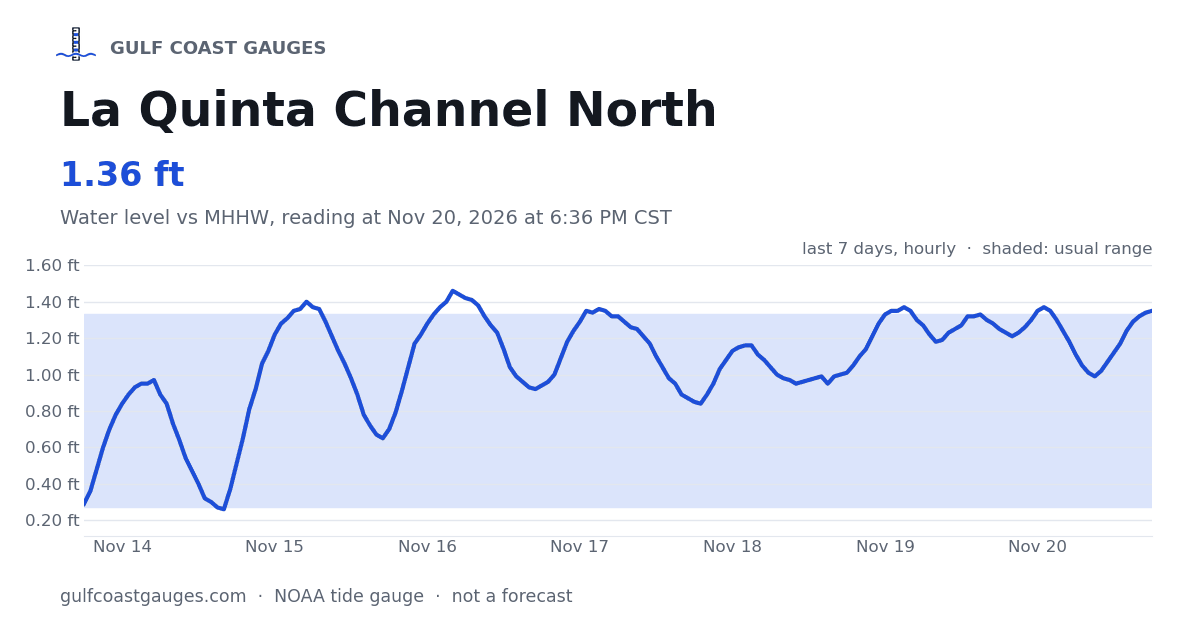 GULF COAST GAUGES
La Quinta Channel North
1.36 ft
Water level vs MHHW, reading at Nov 20, 2026 at 6:36 PM CST
last 7 days, hourly · shaded: usual range
1.60 ft
1.40 ft
1.20 ft
1.00 ft
0.80 ft
0.60 ft
0.40 ft
0.20 ft
Nov 14 Nov 15 Nov 16 Nov 17 Nov 18 Nov 19 Nov 20
gulfcoastgauges.com · NOAA tide gauge · not a forecast